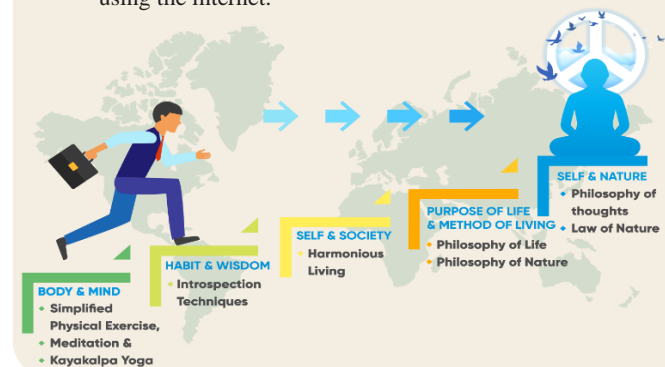 using the internet.
BODY & MIND
Simplified
Physical Exercise,
Meditation &
Kayakalpa Yoga
HABIT & WISDOM
Introspection
Techniques
SELF & SOCIETY
Harmonious
Living
PURPOSE OF LIFE
& METHOD OF LIVING
Philosophy of Life
Philosophy of Nature
SELF & NATURE
Philosophy of
thoughts
Law of Nature